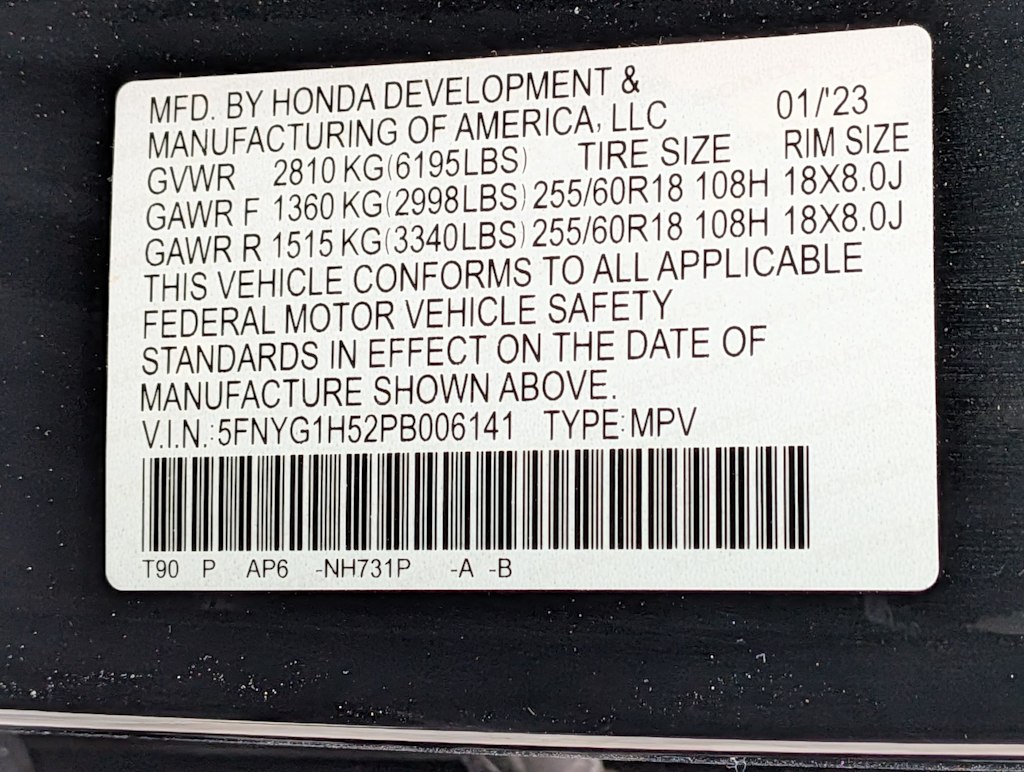 MFD. BY HONDA DEVELOPMENT &
MANUFACTURING OF AMERICA, LLC 01/'23
GVWR 2810 KG(6195LBS) TIRE SIZE RIM SIZE
GAWR F 1360 KG(2998LBS) 255/60R18 108H 18X8.0J
GAWR R 1515 KG(3340LBS) 255/60R18 108H 18X8.0J
THIS VEHICLE CONFORMS TO ALL APPLICABLE
FEDERAL MOTOR VEHICLE SAFETY
STANDARDS IN EFFECT ON THE DATE OF
MANUFACTURE SHOWN ABOVE.
V.I.N.:5FNYG1H52PB006141 TYPE:MPV
T90 P AP6 -NH731P -A -B